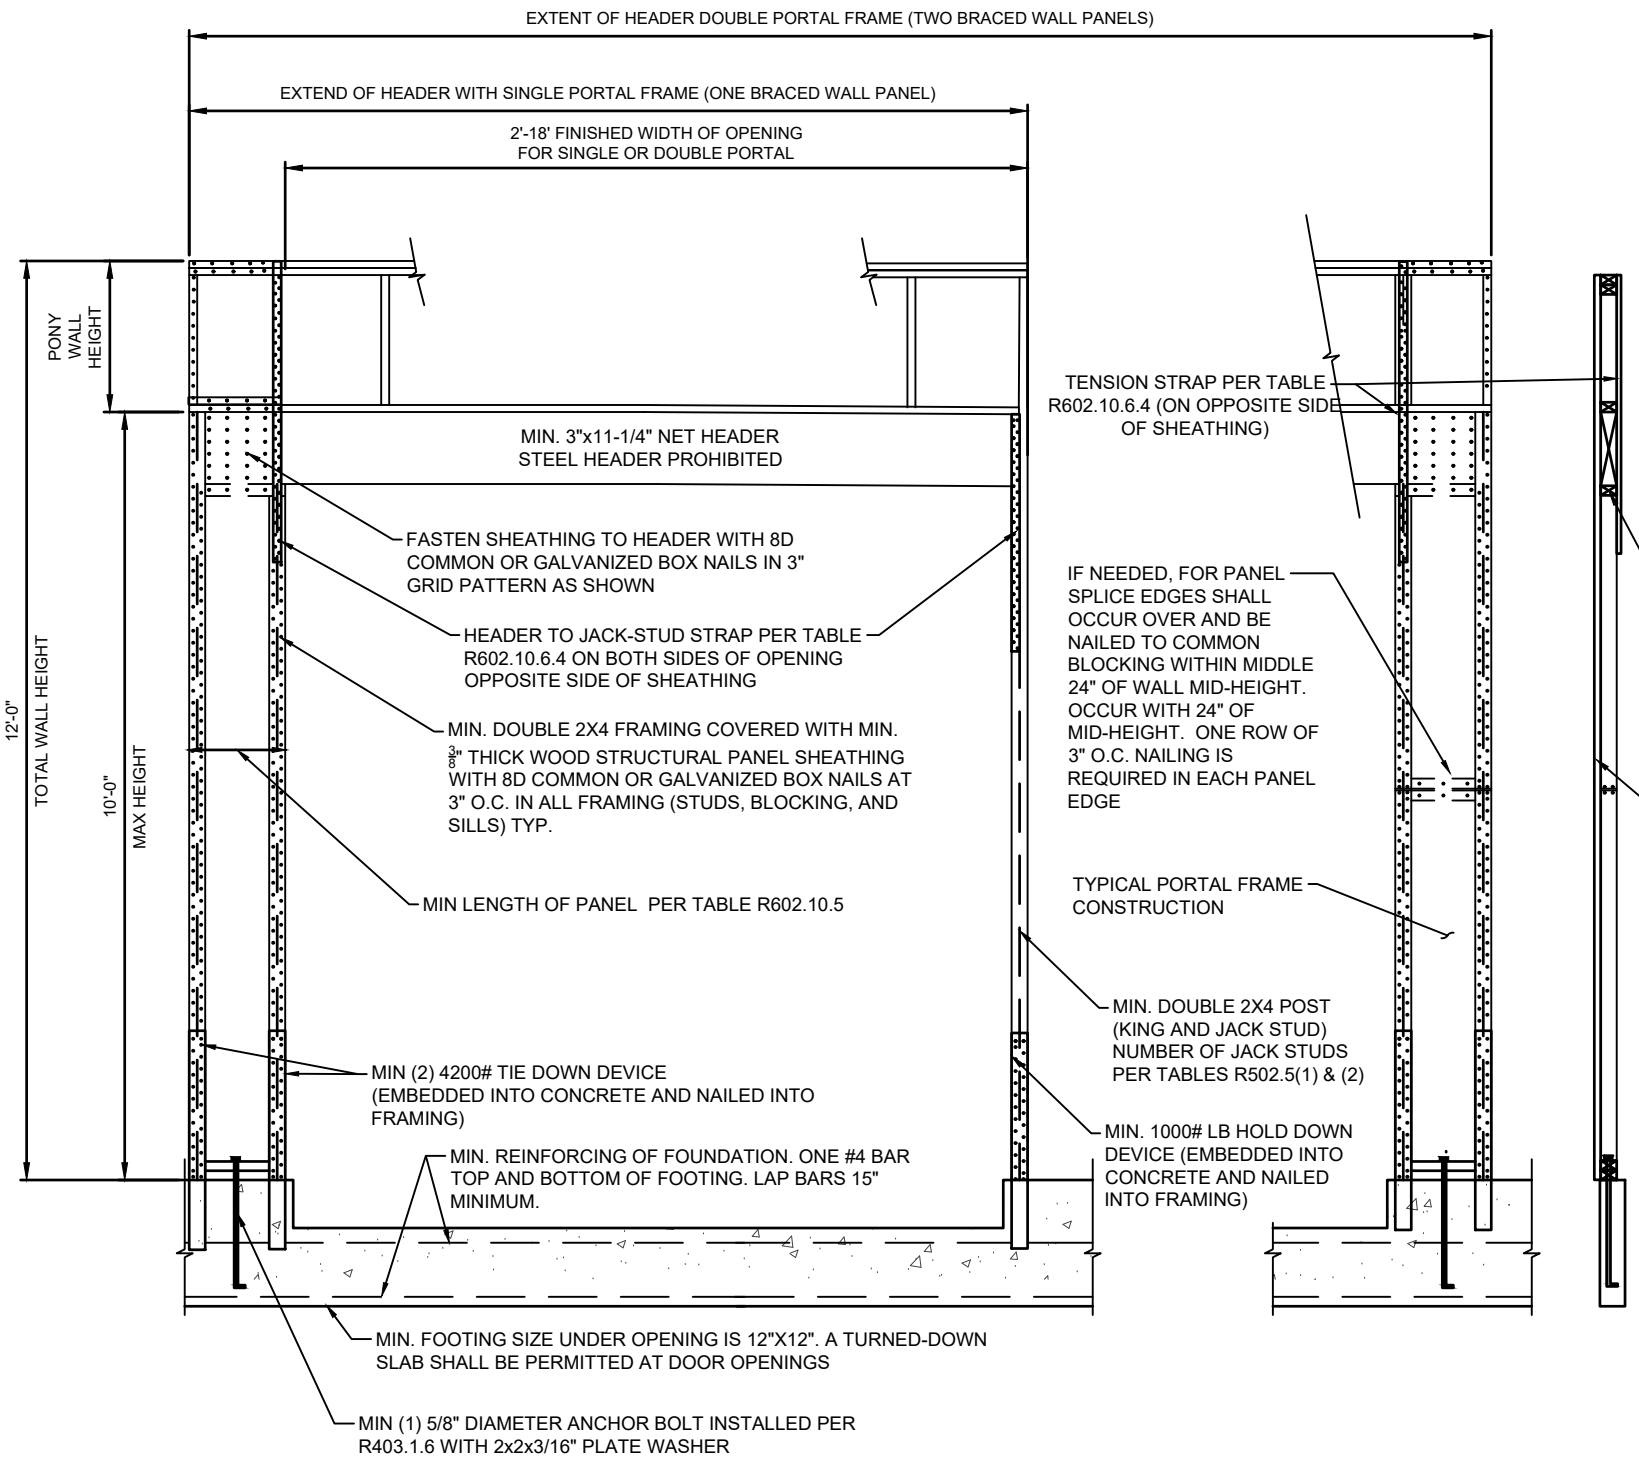 EXTENT OF HEADER DOUBLE PORTAL FRAME (TWO BRACED WALL PANELS)
EXTEND OF HEADER WITH SINGLE PORTAL FRAME (ONE BRACED WALL PANEL)
2'-18' FINISHED WIDTH OF OPENING
FOR SINGLE OR DOUBLE PORTAL
PONY
WALL
HEIGHT
12'-0"
TOTAL WALL HEIGHT
10'-0"
MAX HEIGHT
MIN. 3"x11-1/4" NET HEADER
STEEL HEADER PROHIBITED
TENSION STRAP PER TABLE
R602.10.6.4 (ON OPPOSITE SIDE
OF SHEATHING)
FASTEN SHEATHING TO HEADER WITH 8D
COMMON OR GALVANIZED BOX NAILS IN 3"
GRID PATTERN AS SHOWN
HEADER TO JACK-STUD STRAP PER TABLE
R602.10.6.4 ON BOTH SIDES OF OPENING
OPPOSITE SIDE OF SHEATHING
IF NEEDED, FOR PANEL
SPLICE EDGES SHALL
OCCUR OVER AND BE
NAILED TO COMMON
BLOCKING WITHIN MIDDLE
24" OF WALL MID-HEIGHT.
OCCUR WITH 24" OF
MID-HEIGHT.  ONE ROW OF
3" O.C. NAILING IS
REQUIRED IN EACH PANEL
EDGE
MIN. DOUBLE 2X4 FRAMING COVERED WITH MIN.
3/8" THICK WOOD STRUCTURAL PANEL SHEATHING
WITH 8D COMMON OR GALVANIZED BOX NAILS AT
3" O.C. IN ALL FRAMING (STUDS, BLOCKING, AND
SILLS) TYP.
MIN LENGTH OF PANEL  PER TABLE R602.10.5
TYPICAL PORTAL FRAME
CONSTRUCTION
MIN. DOUBLE 2X4 POST
(KING AND JACK STUD)
NUMBER OF JACK STUDS
PER TABLES R502.5(1) & (2)
MIN (2) 4200# TIE DOWN DEVICE
(EMBEDDED INTO CONCRETE AND NAILED INTO
FRAMING)
MIN. 1000# LB HOLD DOWN
DEVICE (EMBEDDED INTO
CONCRETE AND NAILED
INTO FRAMING)
MIN. REINFORCING OF FOUNDATION. ONE #4 BAR
TOP AND BOTTOM OF FOOTING. LAP BARS 15"
MINIMUM.
MIN. FOOTING SIZE UNDER OPENING IS 12"X12". A TURNED-DOWN
SLAB SHALL BE PERMITTED AT DOOR OPENINGS
MIN (1) 5/8" DIAMETER ANCHOR BOLT INSTALLED PER
R403.1.6 WITH 2x2x3/16" PLATE WASHER